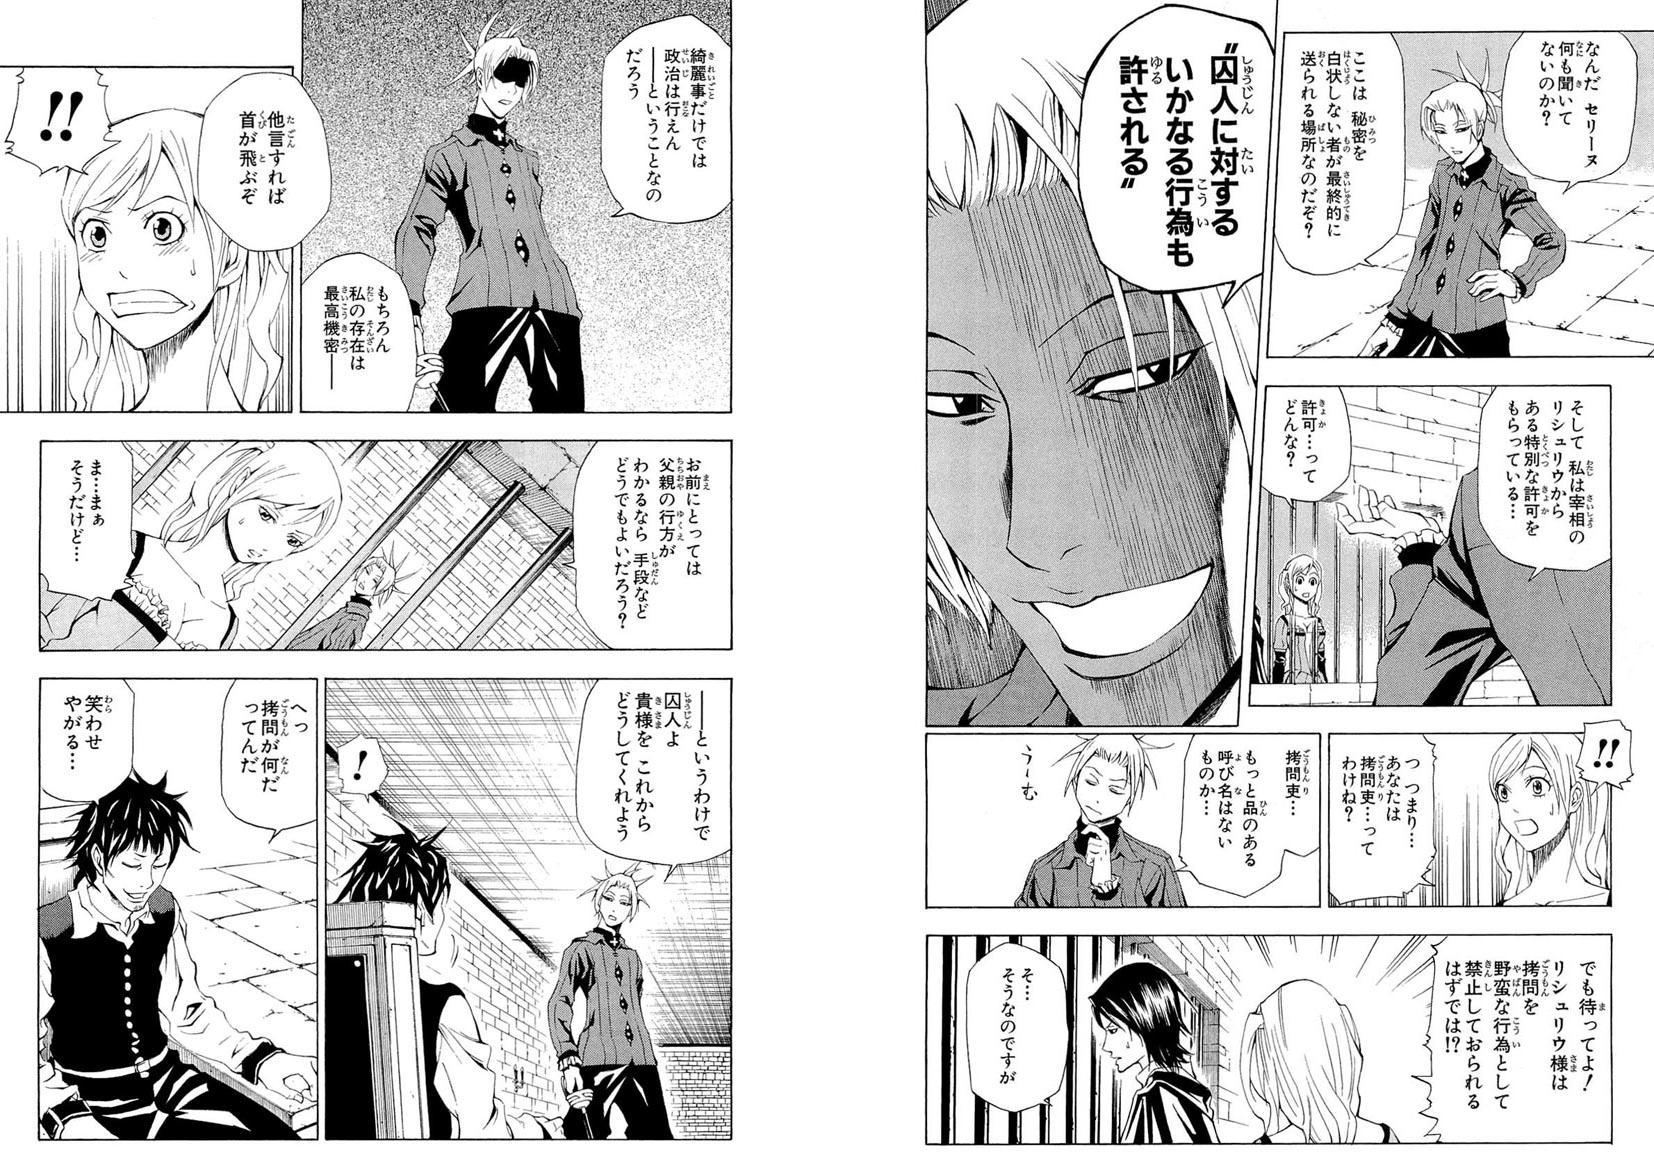 なんだ セリーヌ
何も聞いて
ないのか?
ここは 秘密を
白状しない者が最終的に
送られる場所なのだぞ?
そして 私は宰相の
リシュリウから
ある特別な許可を
もらっている…
許可…って
どんな?
〝囚人に対する
いかなる行為も
許される〟
!!
つ つまり…
あなたは
拷問吏…って
わけね?
拷問吏…
もっと品のある
呼び名はない
ものか…
う〜む
でも待ってよ!
リシュリウ様は
拷問を
野蛮な行為として
禁止しておられる
はずでは!?
そ…
そうなのですが
綺麗事だけでは
政治は行えん
――ということなの
だろう
もちろん
私の存在は
最高機密――
他言すれば
首が飛ぶぞ
!!
お前にとっては
父親の行方が
わかるなら 手段など
どうでもよいだろう?
ま…まぁ
そうだけど…
――というわけで
囚人よ
貴様を これから
どうしてくれよう
!
へっ
拷問が何だ
ってんだ
笑わせ
やがる…